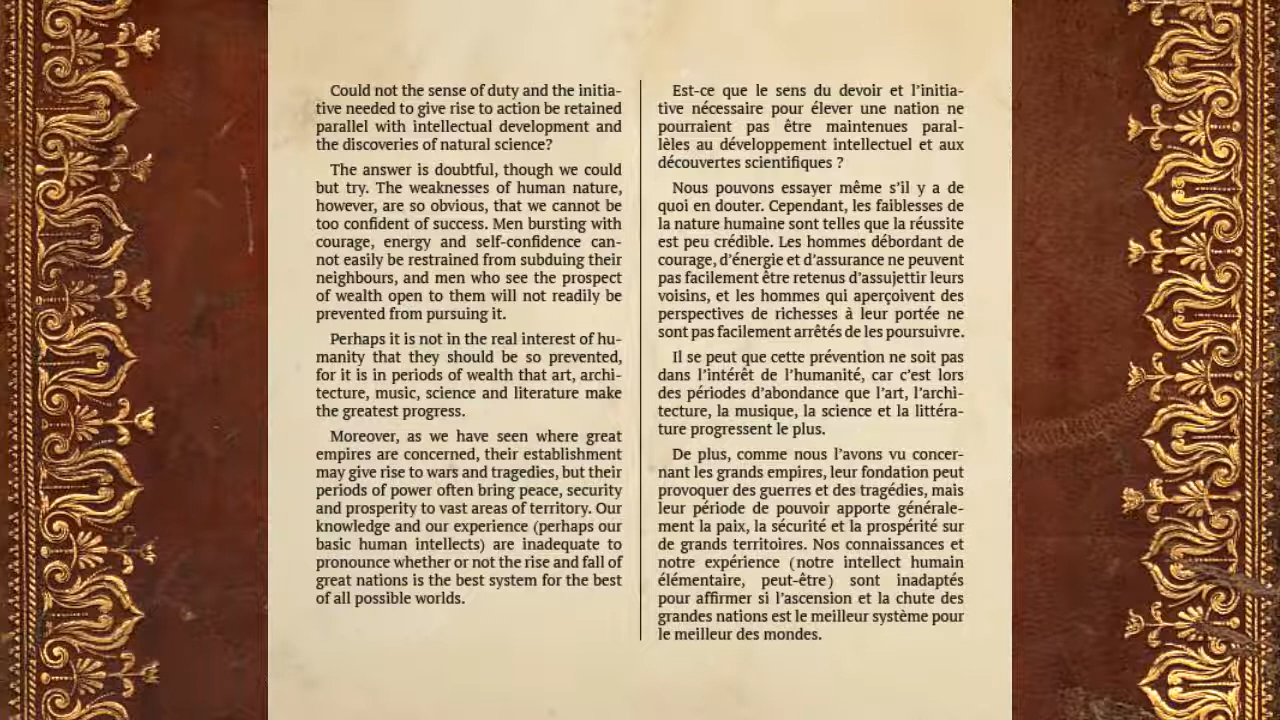 Could not the sense of duty and the initia-
tive needed to give rise to action be retained
parallel with intellectual development and
the discoveries of natural science?
The answer is doubtful, though we could
but try. The weaknesses of human nature,
however, are so obvious, that we cannot be
too confident of success. Men bursting with
courage, energy and self-confidence can-
not easily be restrained from subduing their
neighbours, and men who see the prospect
of wealth open to them will not readily be
prevented from pursuing it.
Perhaps it is not in the real interest of hu-
manity that they should be so prevented,
for it is in periods of wealth that art, archi-
tecture, music, science and literature make
the greatest progress.
Moreover, as we have seen where great
empires are concerned, their establishment
may give rise to wars and tragedies, but their
periods of power often bring peace, security
and prosperity to vast areas of territory. Our
knowledge and our experience (perhaps our
basic human intellects) are inadequate to
pronounce whether or not the rise and fall of
great nations is the best system for the best
of all possible worlds.
Est-ce que le sens du devoir et l'initia-
tive nécessaire pour élever une nation ne
pourraient pas être maintenues paral-
lèles au développement intellectuel et aux
découvertes scientifiques ?
Nous pouvons essayer même s'il y a de
quoi en douter. Cependant, les faiblesses de
la nature humaine sont telles que la réussite
est peu crédible. Les hommes débordant de
courage, d'énergie et d'assurance ne peuvent
pas facilement être retenus d'assujettir leurs
voisins, et les hommes qui aperçoivent des
perspectives de richesses à leur portée ne
sont pas facilement arrêtés de les poursuivre.
Il se peut que cette prévention ne soit pas
dans l'intérêt de l'humanité, car c'est lors
des périodes d'abondance que l'art, l'archi-
tecture, la musique, la science et la littéra-
ture progressent le plus.
De plus, comme nous l'avons vu concer-
nant les grands empires, leur fondation peut
provoquer des guerres et des tragédies, mais
leur période de pouvoir apporte générale-
ment la paix, la sécurité et la prospérité sur
de grands territoires. Nos connaissances et
notre expérience (notre intellect humain
élémentaire, peut-être) sont inadaptés
pour affirmer si l'ascension et la chute des
grandes nations est le meilleur système pour
le meilleur des mondes.